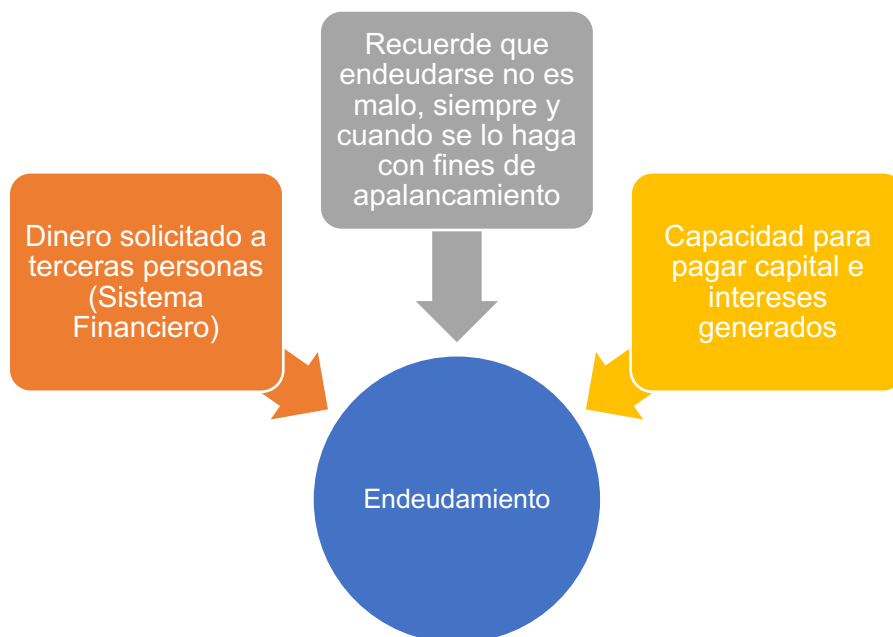 Recuerde que
endeudarse no es
malo, siempre y
cuando se lo haga
con fines de
apalancamiento
Dinero solicitado a
terceras personas
(Sistema
Financiero)
Capacidad para
pagar capital e
intereses
generados
Endeudamiento